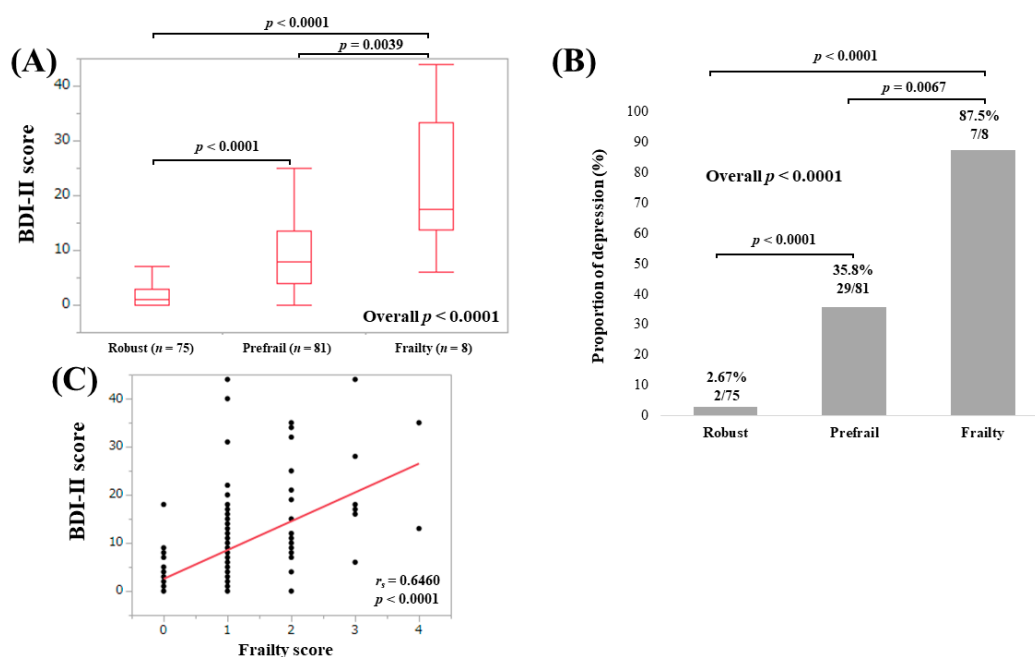 (A)
p < 0.0001
p = 0.0039
p < 0.0001
BDI-II score
40
30
20
10
0
Overall p < 0.0001
Robust (n = 75)
Prefrail (n = 81)
Frailty (n = 8)
(B)
p < 0.0001
p = 0.0067
87.5%
7/8
Overall p < 0.0001
p < 0.0001
35.8%
29/81
2.67%
2/75
Proportion of depression (%)
100
90
80
70
60
50
40
30
20
10
0
Robust
Prefrail
Frailty
(C)
BDI-II score
40
30
20
10
0
rs = 0.6460
p < 0.0001
0
1
2
3
4
Frailty score